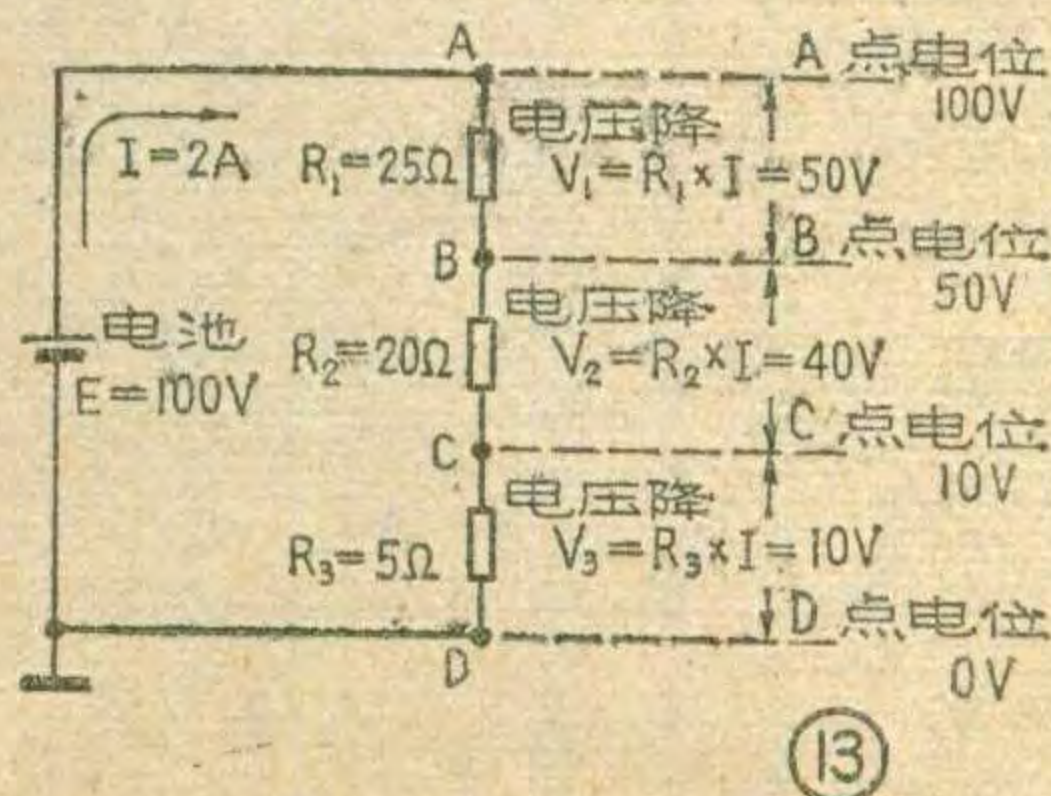 A
A 点电位
100V
I=2A
R₁=25Ω
电压降
V₁=R₁×I=50V
B
B 点电位
50V
电池
E=100V
R₂=20Ω
电压降
V₂=R₂×I=40V
C
C 点电位
10V
R₃=5Ω
电压降
V₃=R₃×I=10V
D
D 点电位
0V
⑬